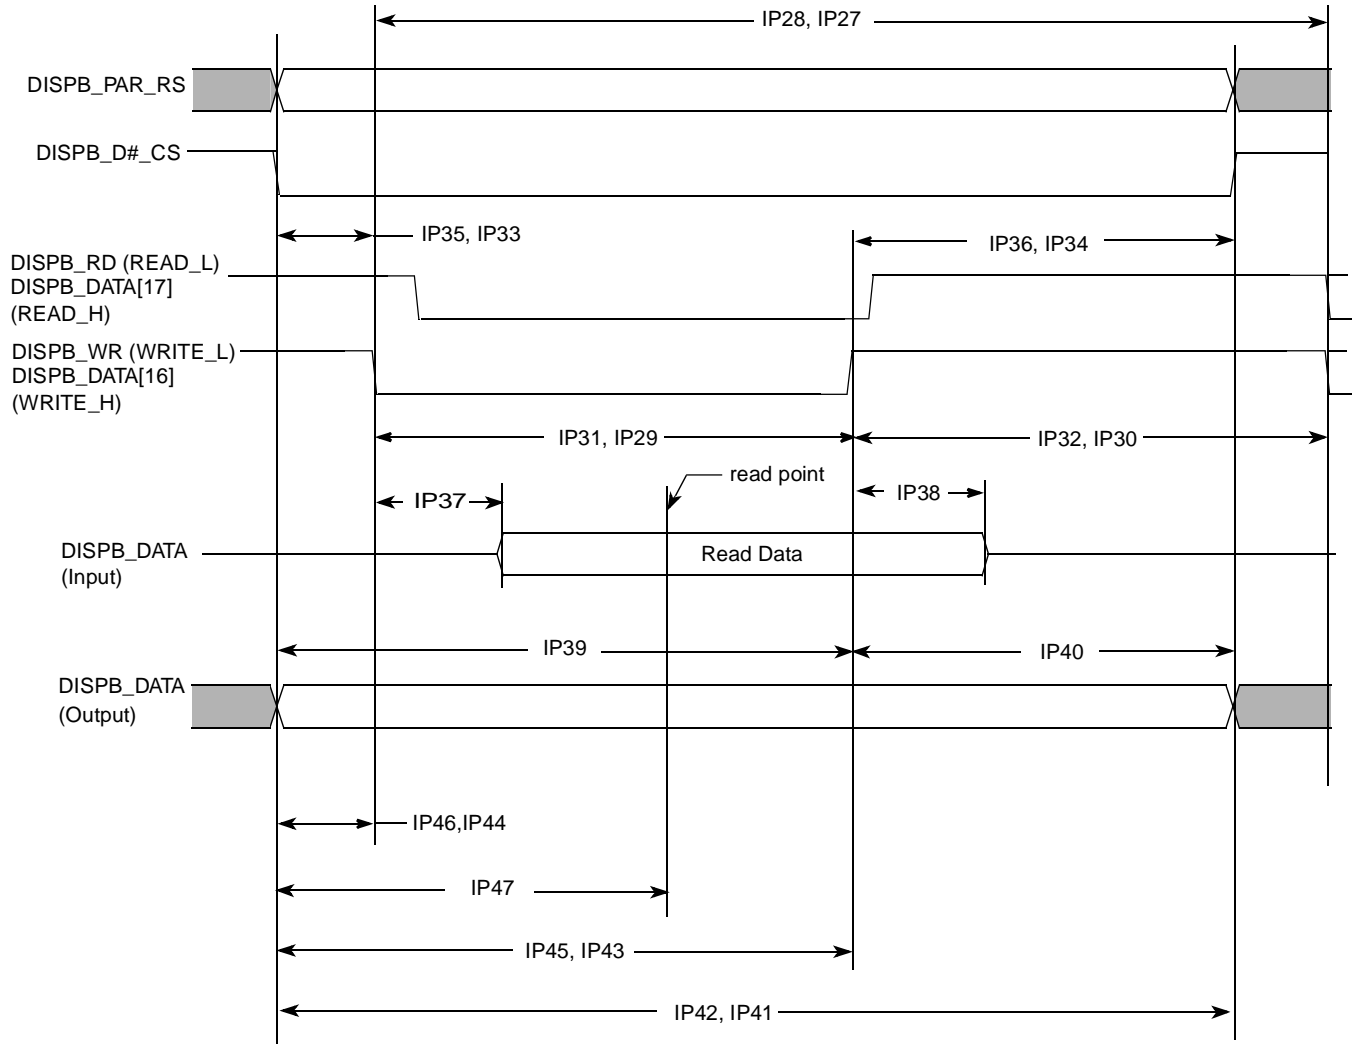 IP28, IP27
DISPB_PAR_RS
DISPB_D#_CS
IP35, IP33
IP36, IP34
DISPB_RD (READ_L)
DISPB_DATA[17]
(READ_H)
DISPB_WR (WRITE_L)
DISPB_DATA[16]
(WRITE_H)
IP31, IP29
IP32, IP30
read point
IP37
IP38
DISPB_DATA
(Input)
Read Data
IP39
IP40
DISPB_DATA
(Output)
IP46,IP44
IP47
IP45, IP43
IP42, IP41